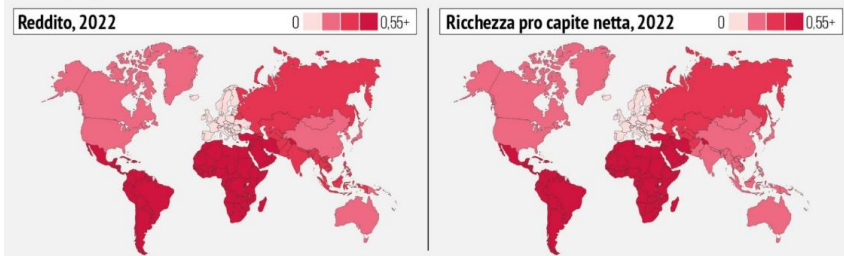 Reddito, 2022 0 0,55+
Ricchezza pro capite netta, 2022 0 0,55+